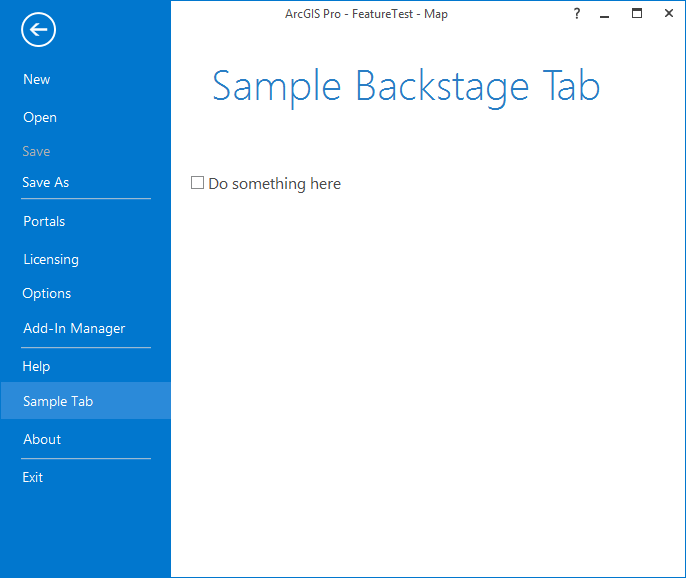 ArcGIS Pro - FeatureTest - Map
?
New
Open
Save
Save As
Portals
Licensing
Options
Add-In Manager
Help
Sample Tab
About
Exit
Sample Backstage Tab
Do something here